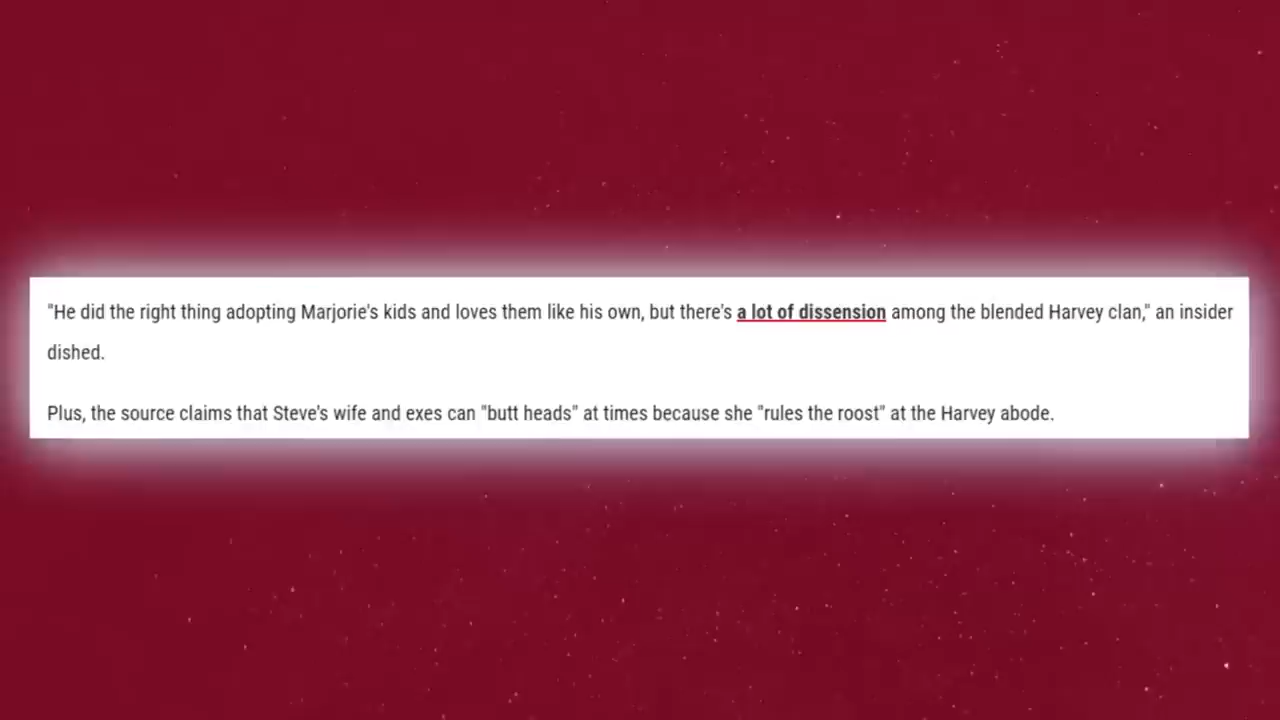 "He did the right thing adopting Marjorie's kids and loves them like his own, but there's a lot of dissension among the blended Harvey clan," an insider
dished.
Plus, the source claims that Steve's wife and exes can "butt heads" at times because she "rules the roost" at the Harvey abode.